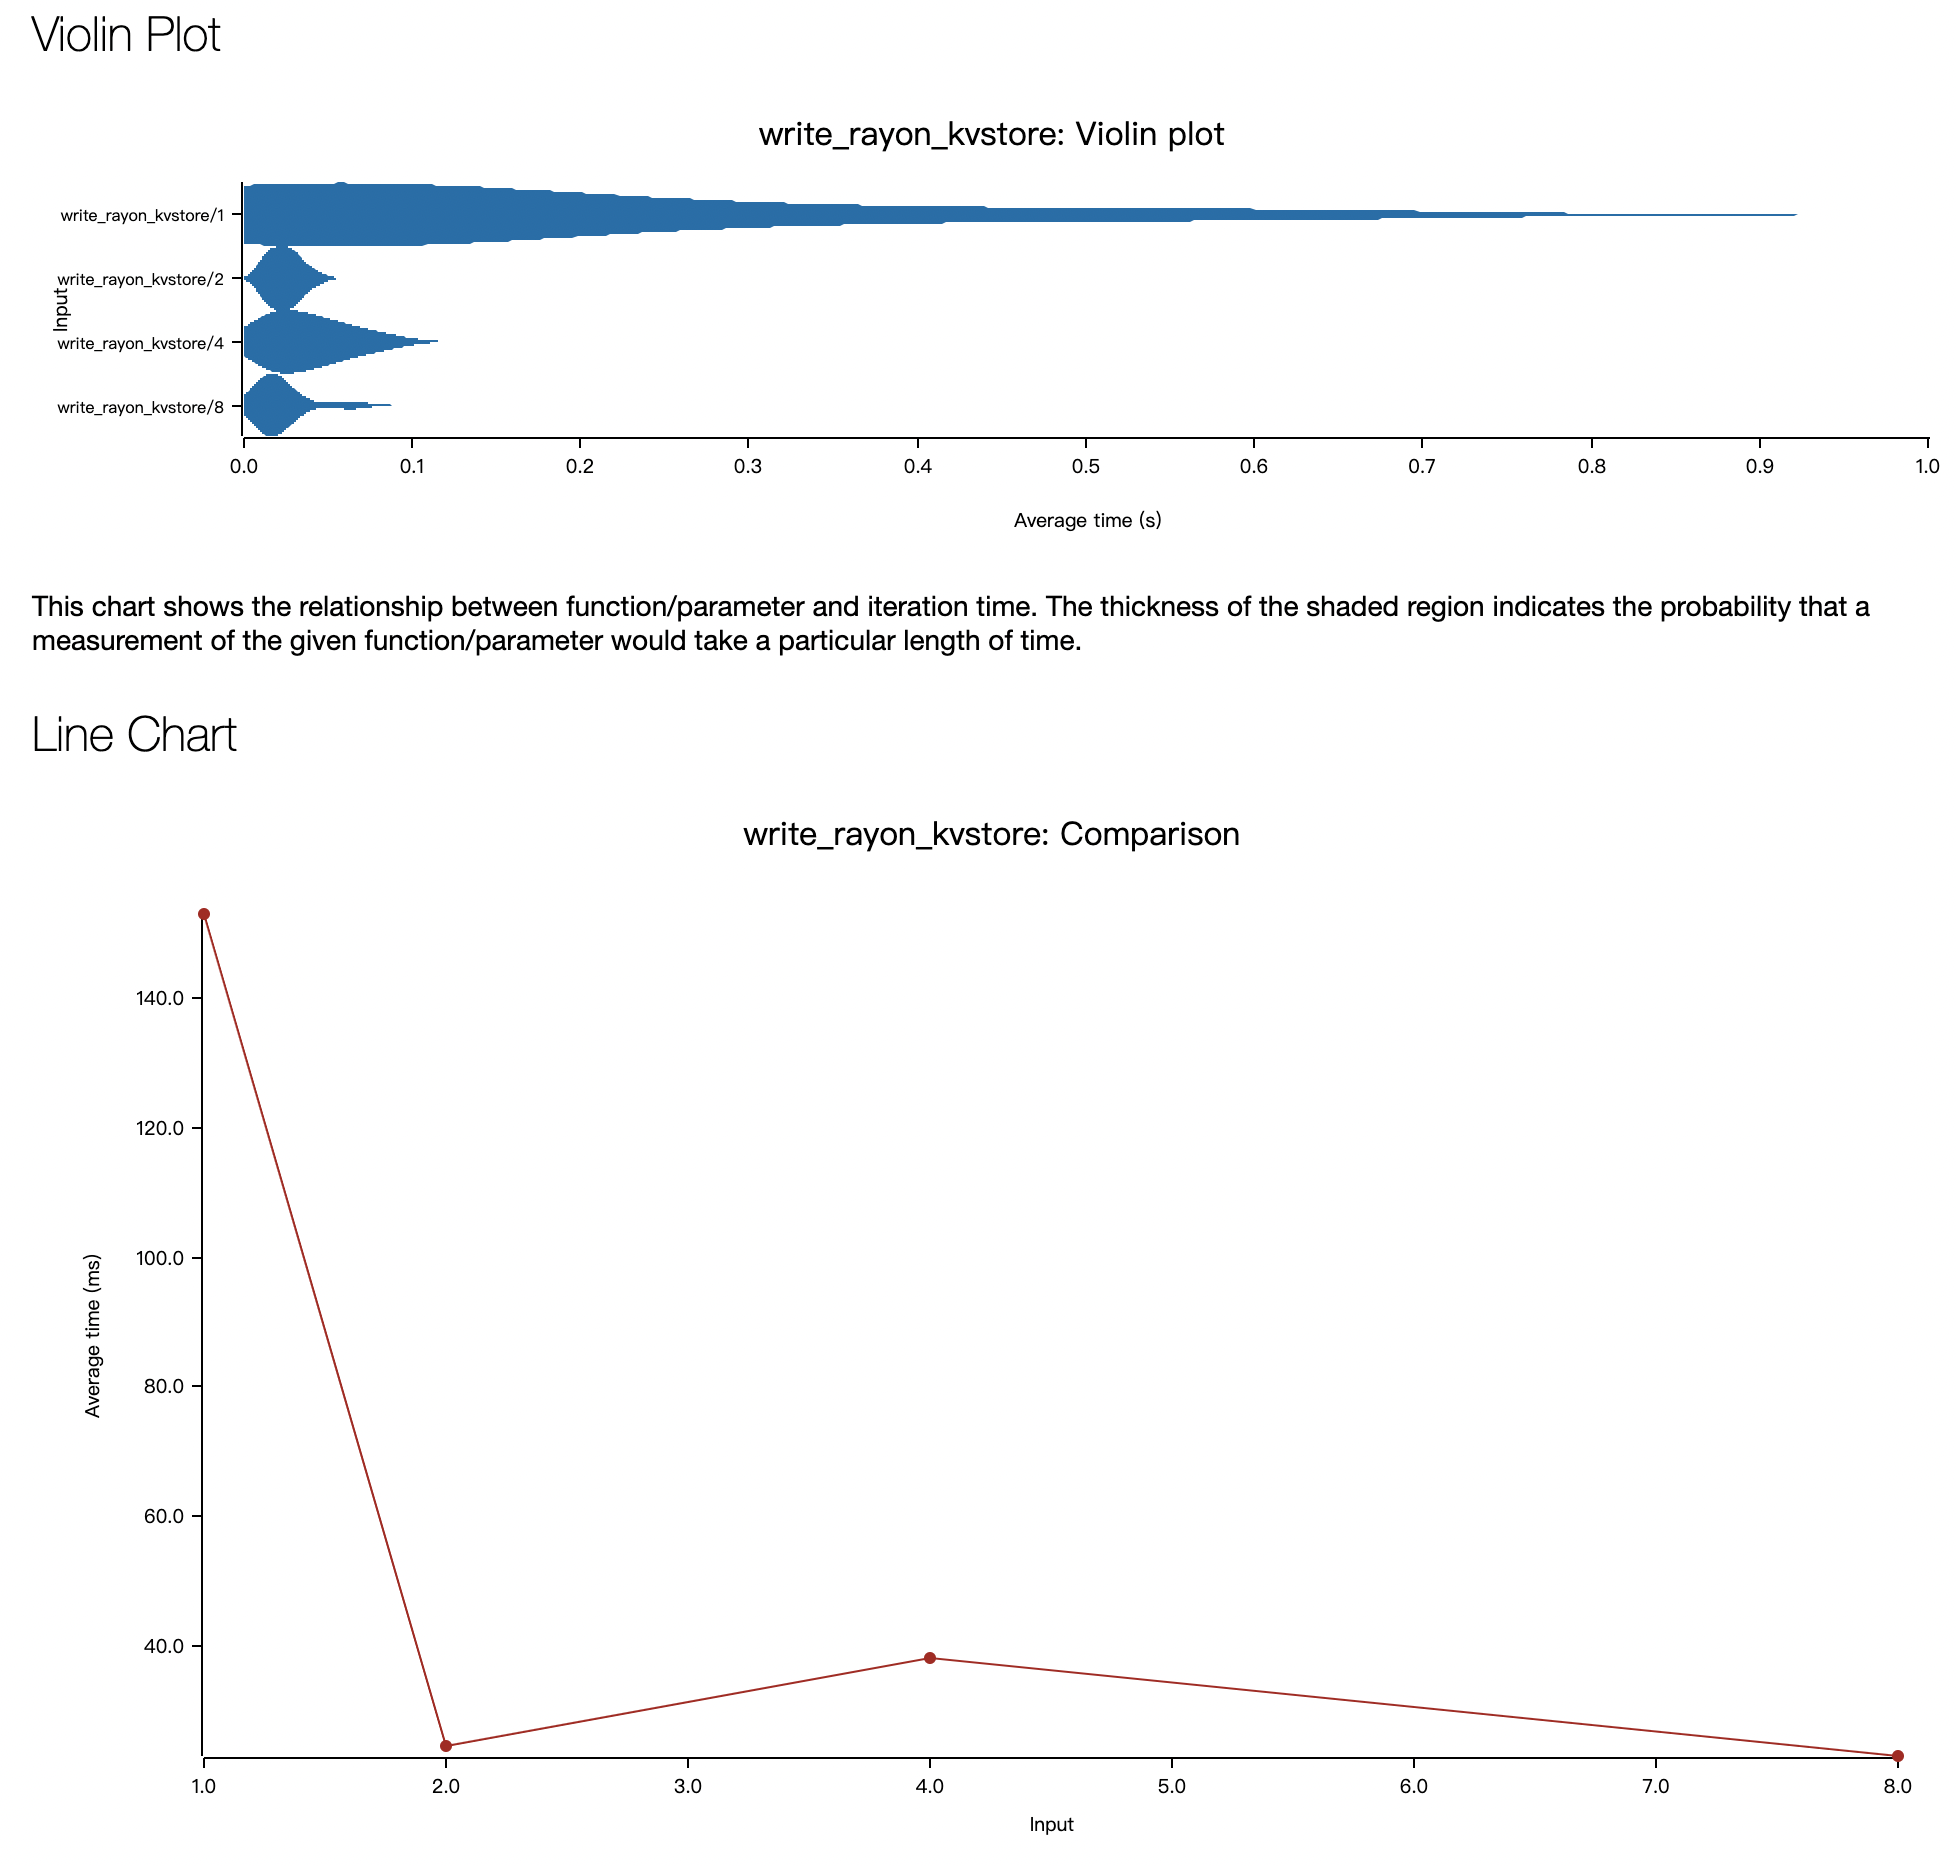 Violin Plot
write_rayon_kvstore: Violin plot
write_rayon_kvstore/1
write_rayon_kvstore/2
Input
write_rayon_kvstore/4
write_rayon_kvstore/8
0.0 0.1 0.2 0.3 0.4 0.5 0.6 0.7 0.8 0.9 1.0
Average time (s)
This chart shows the relationship between function/parameter and iteration time. The thickness of the shaded region indicates the probability that a
measurement of the given function/parameter would take a particular length of time.
Line Chart
write_rayon_kvstore: Comparison
140.0
120.0
100.0
Average time (ms)
80.0
60.0
40.0
1.0 2.0 3.0 4.0 5.0 6.0 7.0 8.0
Input